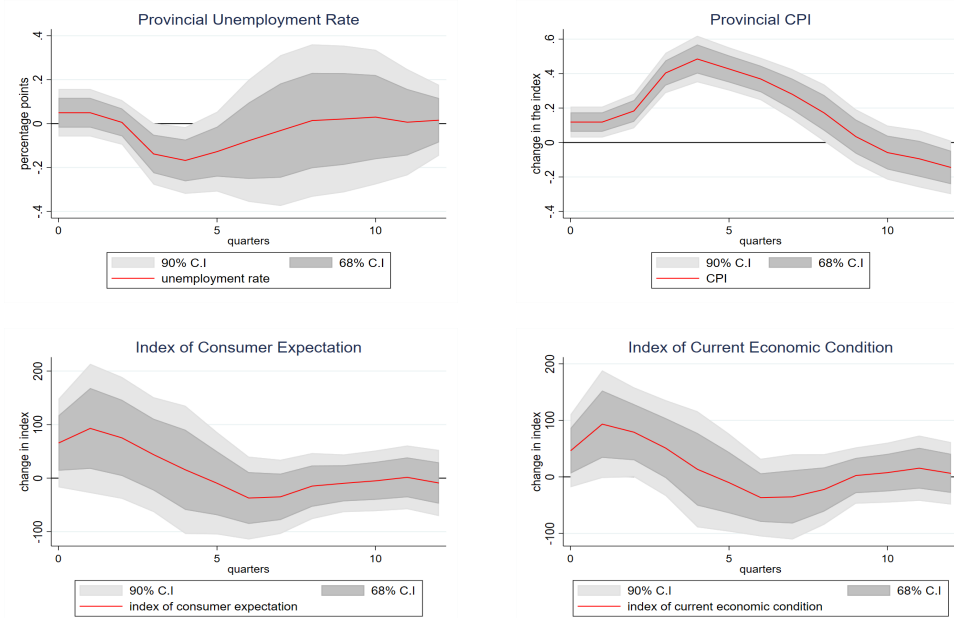 Provincial Unemployment Rate
percentage points
.4
.2
0
-.2
-.4
0 5 10
quarters
90% C.I 68% C.I
unemployment rate
Provincial CPI
change in the index
.6
.4
.2
0
-.2
-.4
0 5 10
quarters
90% C.I 68% C.I
CPI
Index of Consumer Expectation
change in index
200
100
0
-100
0 5 10
quarters
90% C.I 68% C.I
index of consumer expectation
Index of Current Economic Condition
change in index
200
100
0
-100
0 5 10
quarters
90% C.I 68% C.I
index of current economic condition